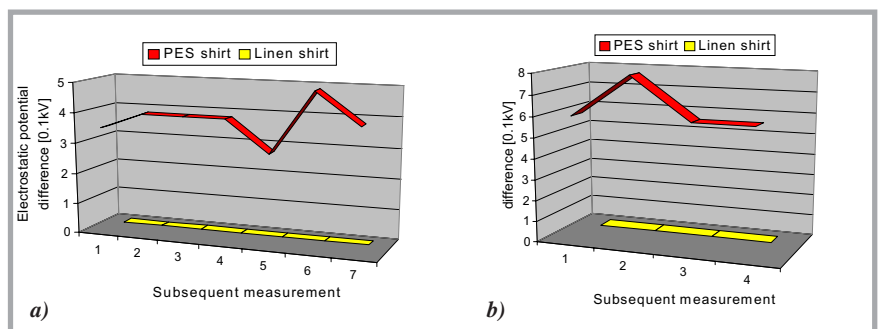 PES shirt Linen shirt
Electrostatic potential
difference [0.1kV]
5
4
3
2
1
0
1 2 3 4 5 6 7
Subsequent measurement
a)
PES shirt Linen shirt
difference [0.1kV]
8
7
6
5
4
3
2
1
0
1 2 3 4
Subsequent measurement
b)